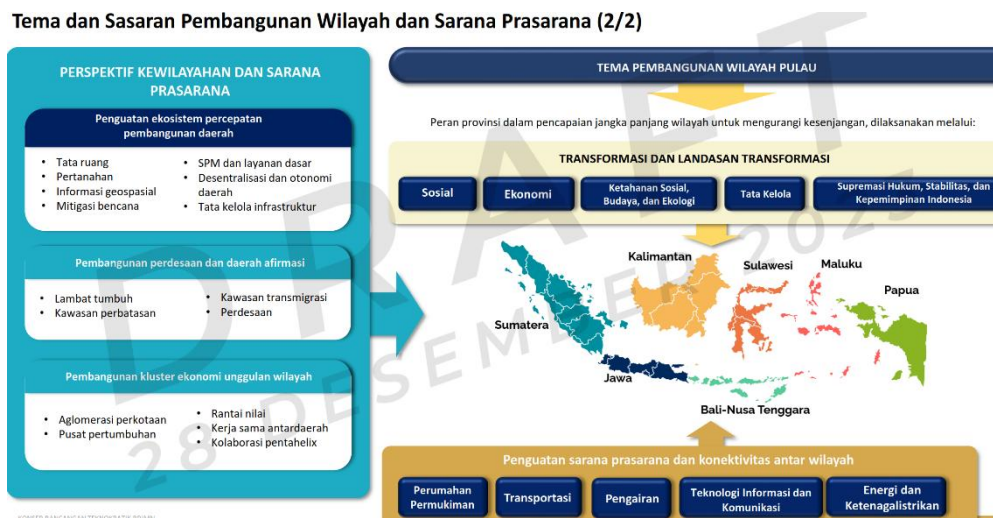 Tema dan Sasaran Pembangunan Wilayah dan Sarana Prasarana (2/2)
PERSPEKTIF KEWILAYAHAN DAN SARANA
PRASARANA
Penguatan ekosistem percepatan
pembangunan daerah
• Tata ruang
• Pertanahan
• Informasi geospasial
• Mitigasi bencana
• SPM dan layanan dasar
• Desentralisasi dan otonomi
daerah
• Tata kelola infrastruktur
Pembangunan perdesaan dan daerah afirmasi
• Lambat tumbuh
• Kawasan perbatasan
• Kawasan transmigrasi
• Perdesaan
Pembangunan kluster ekonomi unggulan wilayah
• Aglomerasi perkotaan
• Pusat pertumbuhan
• Rantai nilai
• Kerja sama antardaerah
• Kolaborasi pentahelix
TEMA PEMBANGUNAN WILAYAH PULAU
Peran provinsi dalam pencapaian jangka panjang wilayah untuk mengurangi kesenjangan, dilaksanakan melalui:
TRANSFORMASI DAN LANDASAN TRANSFORMASI
Sosial
Ekonomi
Ketahanan Sosial,
Budaya, dan Ekologi
Tata Kelola
Supremasi Hukum, Stabilitas, dan
Kepemimpinan Indonesia
Kalimantan
Sulawesi
Maluku
Papua
Sumatera
Jawa
Bali-Nusa Tenggara
Penguatan sarana prasarana dan konektivitas antar wilayah
Perumahan
Permukiman
Transportasi
Pengairan
Teknologi Informasi dan
Komunikasi
Energi dan
Ketenagalistrikan
DRAFT
28 DESEMBER 2023